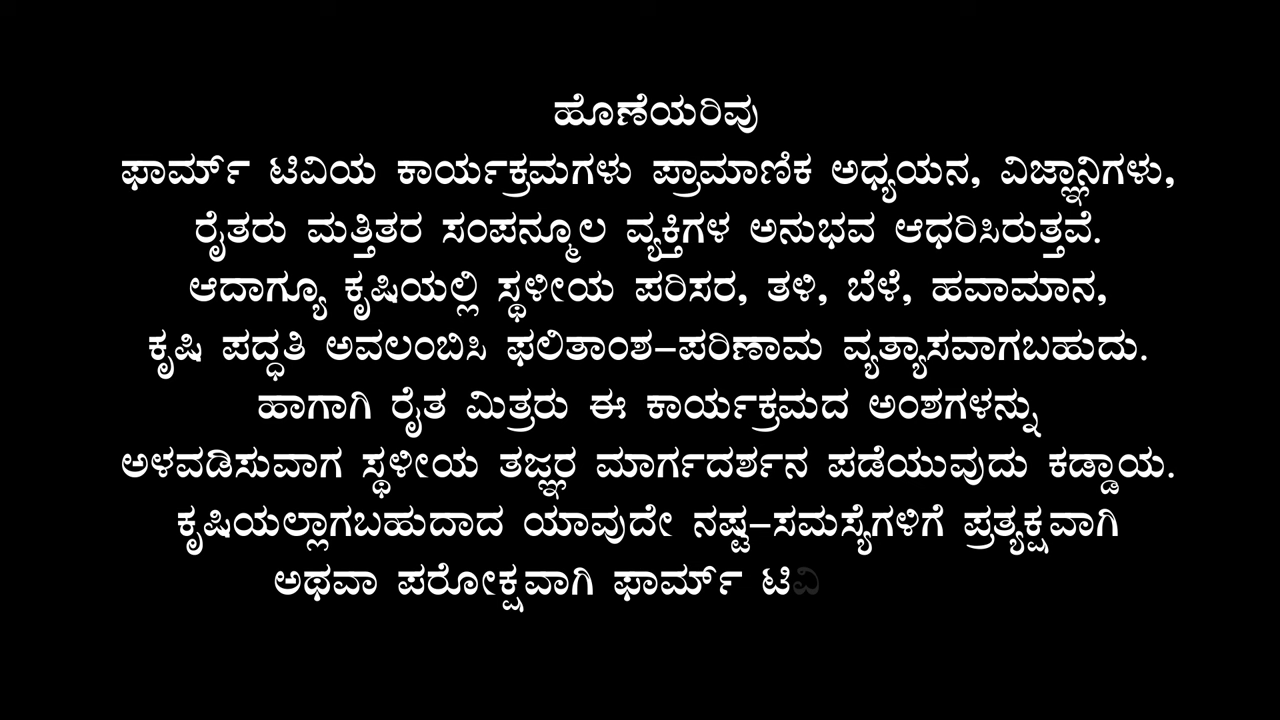 ಹೊಣೆಯರಿವು
ಫಾರ್ಮ್ ಟಿವಿಯ ಕಾರ್ಯಕ್ರಮಗಳು ಪ್ರಾಮಾಣಿಕ ಅಧ್ಯಯನ, ವಿಜ್ಞಾನಿಗಳು,
ರೈತರು ಮತ್ತಿತರ ಸಂಪನ್ಮೂಲ ವ್ಯಕ್ತಿಗಳ ಅನುಭವ ಆಧರಿಸಿರುತ್ತವೆ.
ಆದಾಗ್ಯೂ ಕೃಷಿಯಲ್ಲಿ ಸ್ಥಳೀಯ ಪರಿಸರ, ತಳಿ, ಬೆಳೆ, ಹವಾಮಾನ,
ಕೃಷಿ ಪದ್ಧತಿ ಅವಲಂಬಿಸಿ ಫಲಿತಾಂಶ–ಪರಿಣಾಮ ವ್ಯತ್ಯಾಸವಾಗಬಹುದು.
ಹಾಗಾಗಿ ರೈತ ಮಿತ್ರರು ಈ ಕಾರ್ಯಕ್ರಮದ ಅಂಶಗಳನ್ನು
ಅಳವಡಿಸುವಾಗ ಸ್ಥಳೀಯ ತಜ್ಞರ ಮಾರ್ಗದರ್ಶನ ಪಡೆಯುವುದು ಕಡ್ಡಾಯ.
ಕೃಷಿಯಲ್ಲಾಗಬಹುದಾದ ಯಾವುದೇ ನಷ್ಟ–ಸಮಸ್ಯೆಗಳಿಗೆ ಪ್ರತ್ಯಕ್ಷವಾಗಿ
ಅಥವಾ ಪರೋಕ್ಷವಾಗಿ ಫಾರ್ಮ್ ಟಿವಿ